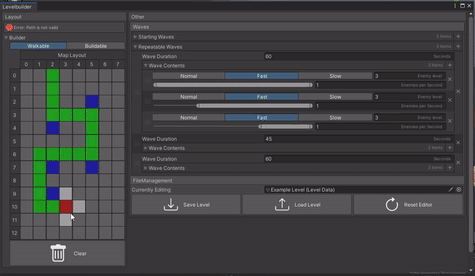 Levelbuilder
Layout
Error: Path is not valid!
Builder
Walkable
Buildable
Map Layout
0 1 2 3 4 5 6 7
0
1
2
3
4
5
6
7
8
9
10
11
12
Clear
Other
Waves
Starting Waves
Repeatable Waves
Wave Duration 60 Seconds
Wave Contents
Normal Fast Slow 3 Enemy level
1 Enemies per Second
Normal Fast Slow 3 Enemy level
1 Enemies per Second
Normal Fast Slow 3 Enemy level
1 Enemies per Second
Wave Duration 45 Seconds
Wave Contents
Wave Duration 60 Seconds
Wave Contents
FileManagement
Currently Editing Example Level (Level Data)
Save Level
Load Level
Reset Editor